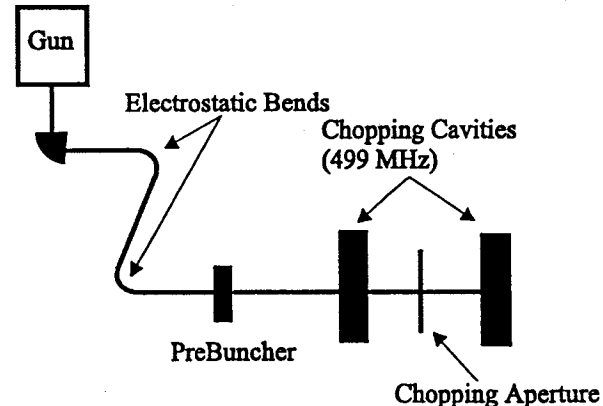 Gun
Electrostatic Bends
Chopping Cavities
(499 MHz)
PreBuncher
Chopping Aperture